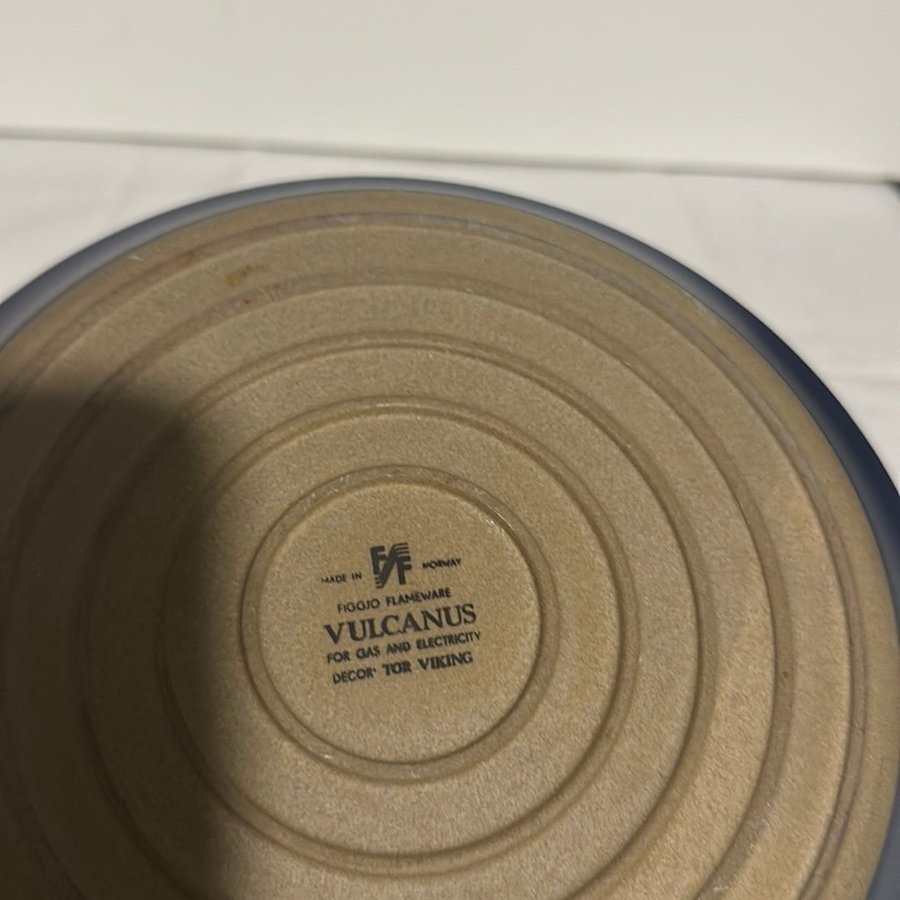 MADE IN FF NORWAY
FIGGJO FLAMEWARE
VULCANUS
FOR GAS AND ELECTRICITY
DECOR· TOR VIKING